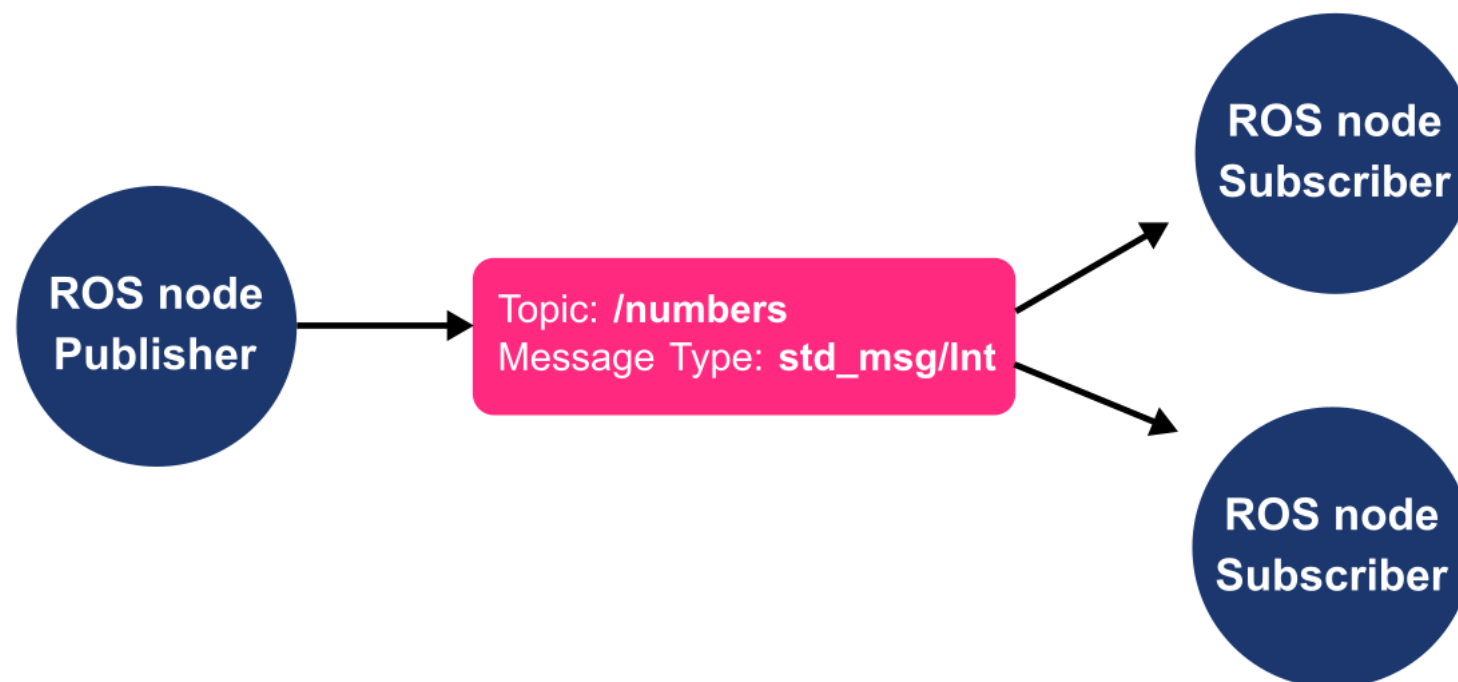 ROS node
Publisher
Topic: /numbers
Message Type: std_msg/Int
ROS node
Subscriber
ROS node
Subscriber